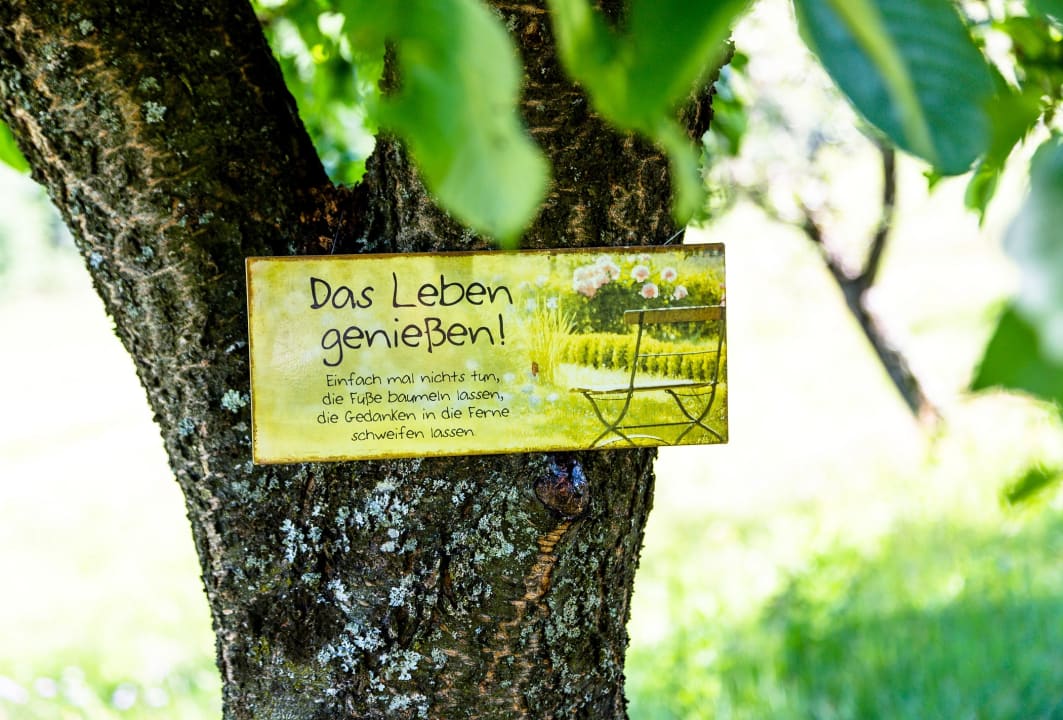 Das Leben
genießen!
Einfach mal nichts tun,
die Füße baumeln lassen,
die Gedanken in die Ferne
schweifen lassen.